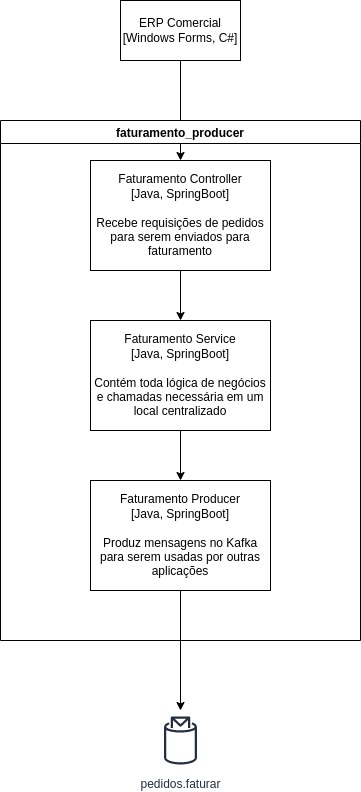 ERP Comercial
[Windows Forms, C#]
faturamento_producer
Faturamento Controller
[Java, SpringBoot]
Recebe requisições de pedidos
para serem enviados para
faturamento
Faturamento Service
[Java, SpringBoot]
Contém toda lógica de negócios
e chamadas necessária em um
local centralizado
Faturamento Producer
[Java, SpringBoot]
Produz mensagens no Kafka
para serem usadas por outras
aplicações
pedidos.faturar